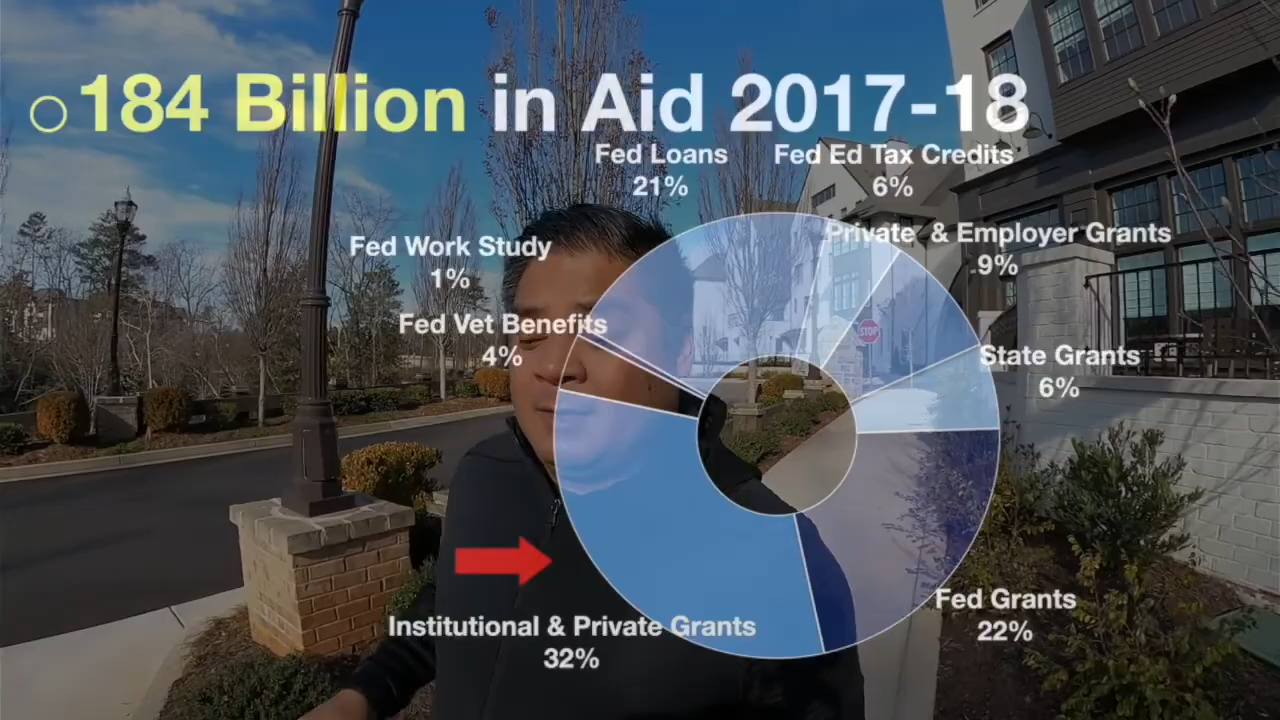 ○184 Billion in Aid 2017-18
Fed Loans
21%
Fed Ed Tax Credits
6%
Fed Work Study
1%
Private & Employer Grants
9%
Fed Vet Benefits
4%
State Grants
6%
STOP
Institutional & Private Grants
32%
Fed Grants
22%